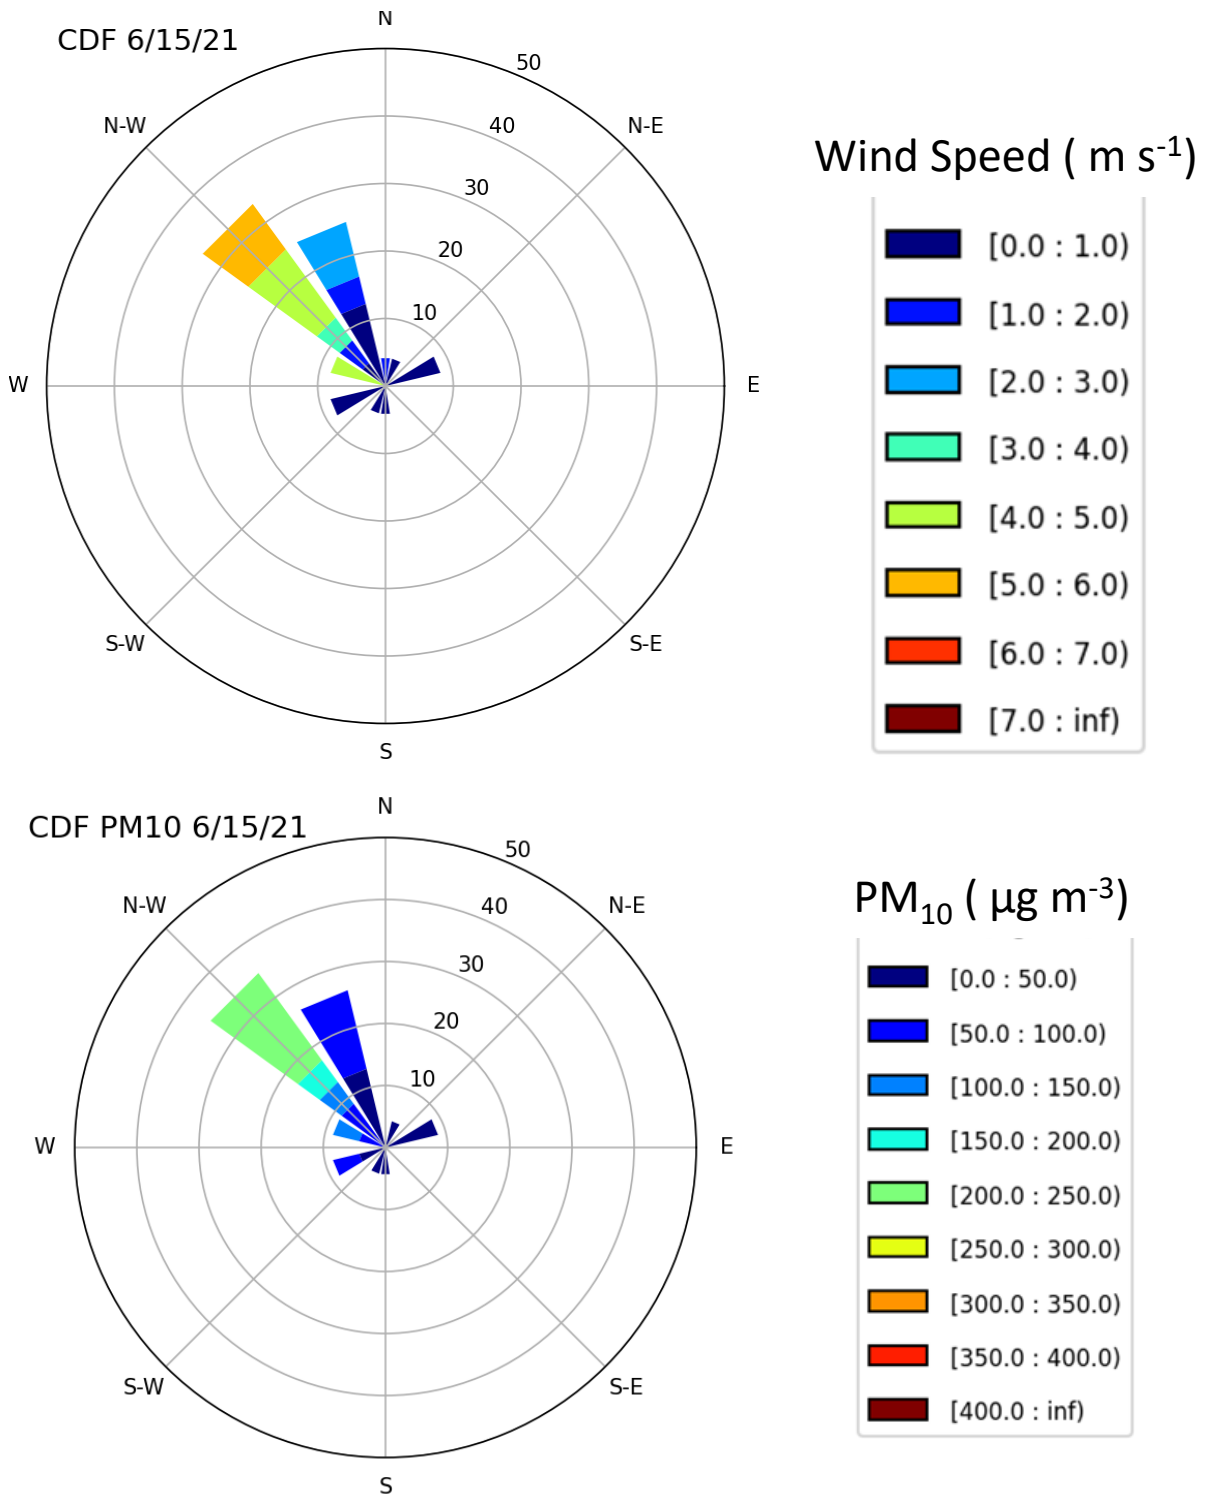 N
CDF 6/15/21
50
40
N-W
N-E
30
20
10
W
E
S-W
S-E
S
Wind Speed ( m s-1)
[0.0 : 1.0)
[1.0 : 2.0)
[2.0 : 3.0)
[3.0 : 4.0)
[4.0 : 5.0)
[5.0 : 6.0)
[6.0 : 7.0)
[7.0 : inf)
N
CDF PM10 6/15/21
50
40
N-W
N-E
30
20
10
W
E
S-W
S-E
S
PM10 ( µg m-3)
[0.0 : 50.0)
[50.0 : 100.0)
[100.0 : 150.0)
[150.0 : 200.0)
[200.0 : 250.0)
[250.0 : 300.0)
[300.0 : 350.0)
[350.0 : 400.0)
[400.0 : inf)